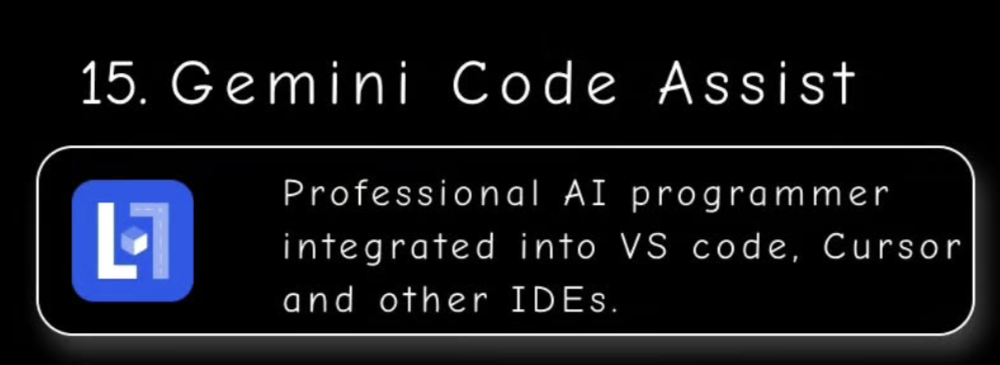 15. Gemini Code Assist
Professional AI programmer
integrated into VS code, Cursor
and other IDEs.